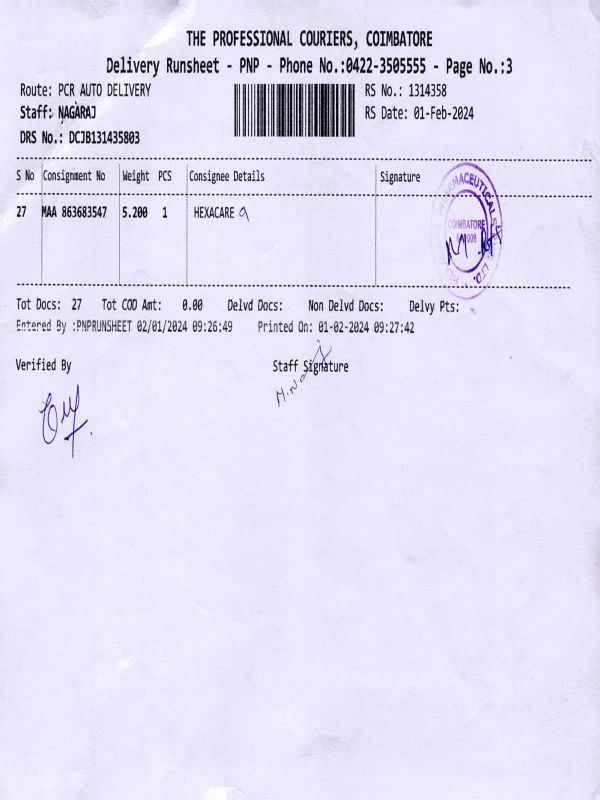 THE PROFESSIONAL COURIERS, COIMBATORE
Delivery Runsheet - PNP - Phone No.:0422-3505555 - Page No.:3
Route: PCR AUTO DELIVERY RS No.: 1314358
Staff: NAGARAJ RS Date: 01-Feb-2024
DRS No.: DCJB131435803
S No Consignment No Weight PCS Consignee Details Signature
27 MAA 863683547 5.200 1 HEXACARE
PHARMACEUTICALS
COIMBATORE
LTD.
Tot Docs: 27 Tot COD Amt: 0.00 Delvd Docs: Non Delvd Docs: Delvy Pts:
Entered By :PNPRUNSHEET 02/01/2024 09:26:49 Printed On: 01-02-2024 09:27:42
Verified By Staff Signature